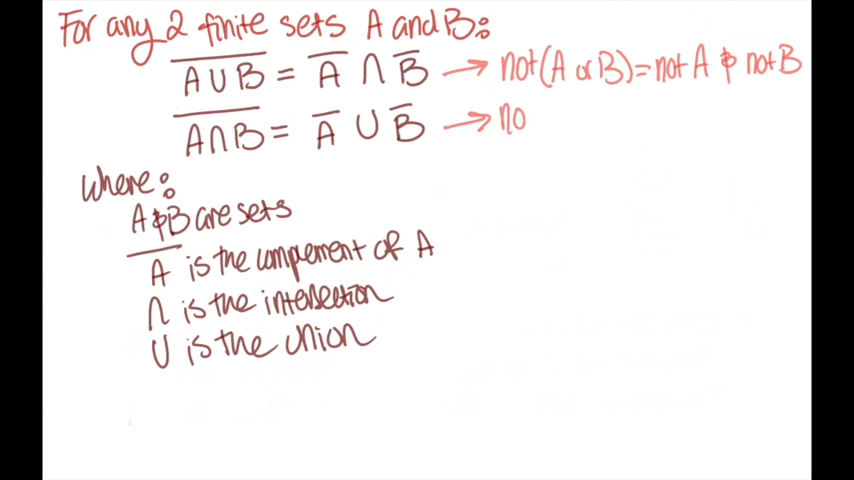 For any 2 finite sets A and B:
A̅ ̅∪̅ ̅B̅ = A̅ ∩ B̅ → not(A or B) = not A & not B
A̅ ̅∩̅ ̅B̅ = A̅ ∪ B̅ → no
where:
A & B are sets
A̅ is the complement of A
∩ is the intersection
∪ is the union